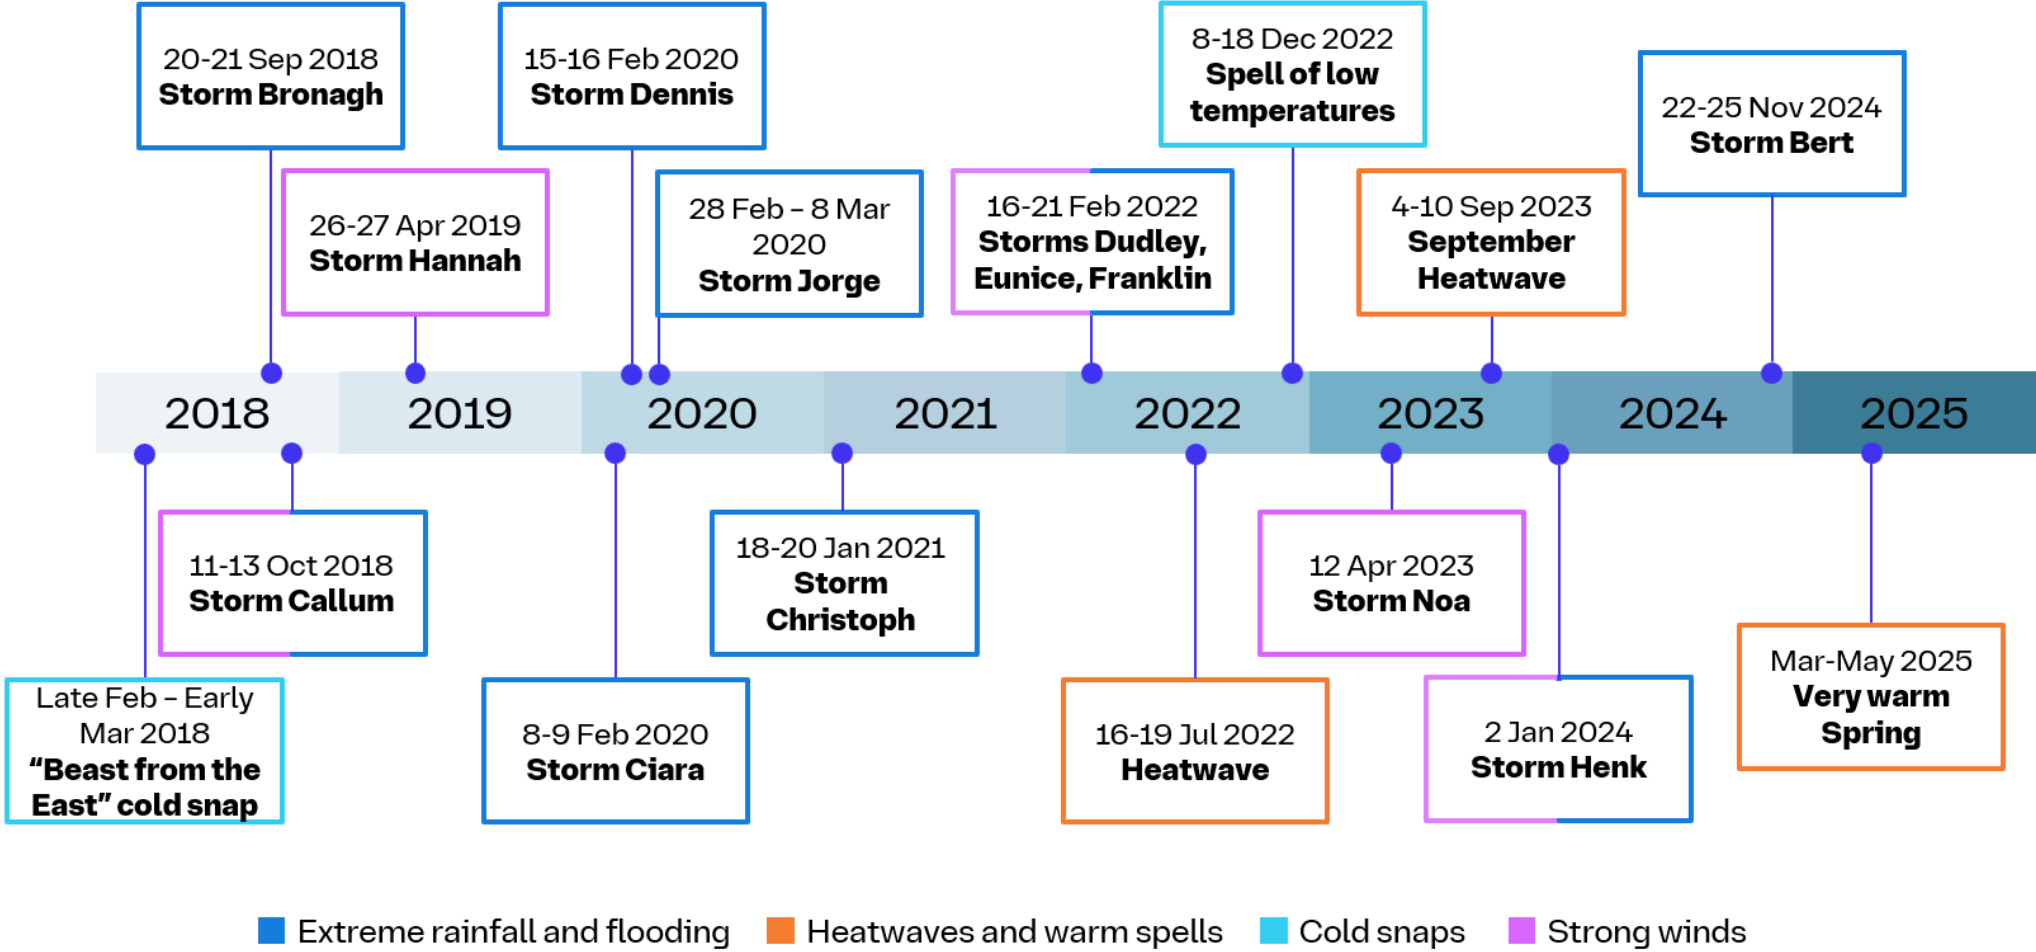 20-21 Sep 2018
Storm Bronagh
15-16 Feb 2020
Storm Dennis
8-18 Dec 2022
Spell of low
temperatures
22-25 Nov 2024
Storm Bert
26-27 Apr 2019
Storm Hannah
28 Feb – 8 Mar
2020
Storm Jorge
16-21 Feb 2022
Storms Dudley,
Eunice, Franklin
4-10 Sep 2023
September
Heatwave
2018
2019
2020
2021
2022
2023
2024
2025
11-13 Oct 2018
Storm Callum
18-20 Jan 2021
Storm
Christoph
12 Apr 2023
Storm Noa
Late Feb – Early
Mar 2018
“Beast from the
East” cold snap
8-9 Feb 2020
Storm Ciara
16-19 Jul 2022
Heatwave
2 Jan 2024
Storm Henk
Mar-May 2025
Very warm
Spring
Extreme rainfall and flooding
Heatwaves and warm spells
Cold snaps
Strong winds